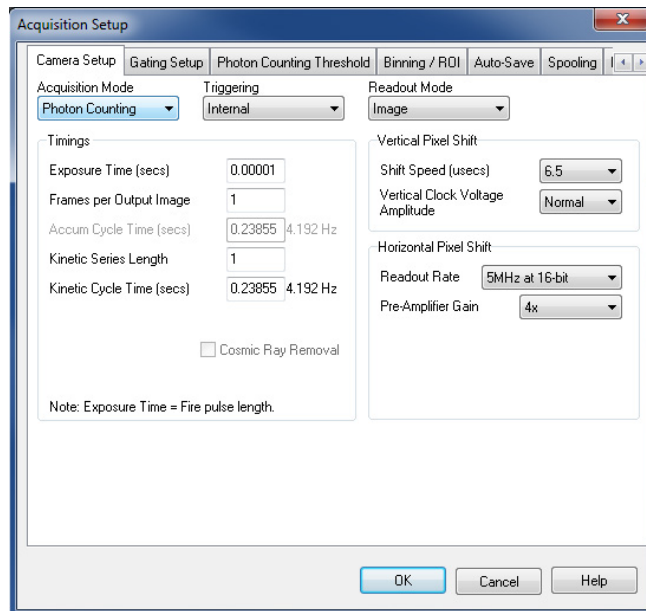 Acquisition Setup
Camera Setup Gating Setup Photon Counting Threshold Binning / ROI Auto-Save Spooling
Acquisition Mode Triggering Readout Mode
Photon Counting Internal Image
Timings
Exposure Time (secs) 0.00001
Frames per Output Image 1
Accum Cycle Time (secs) 0.23855 4.192 Hz
Kinetic Series Length 1
Kinetic Cycle Time (secs) 0.23855 4.192 Hz
Cosmic Ray Removal
Note: Exposure Time = Fire pulse length.
Vertical Pixel Shift
Shift Speed (usecs) 6.5
Vertical Clock Voltage
Amplitude Normal
Horizontal Pixel Shift
Readout Rate 5MHz at 16-bit
Pre-Amplifier Gain 4x
OK Cancel Help